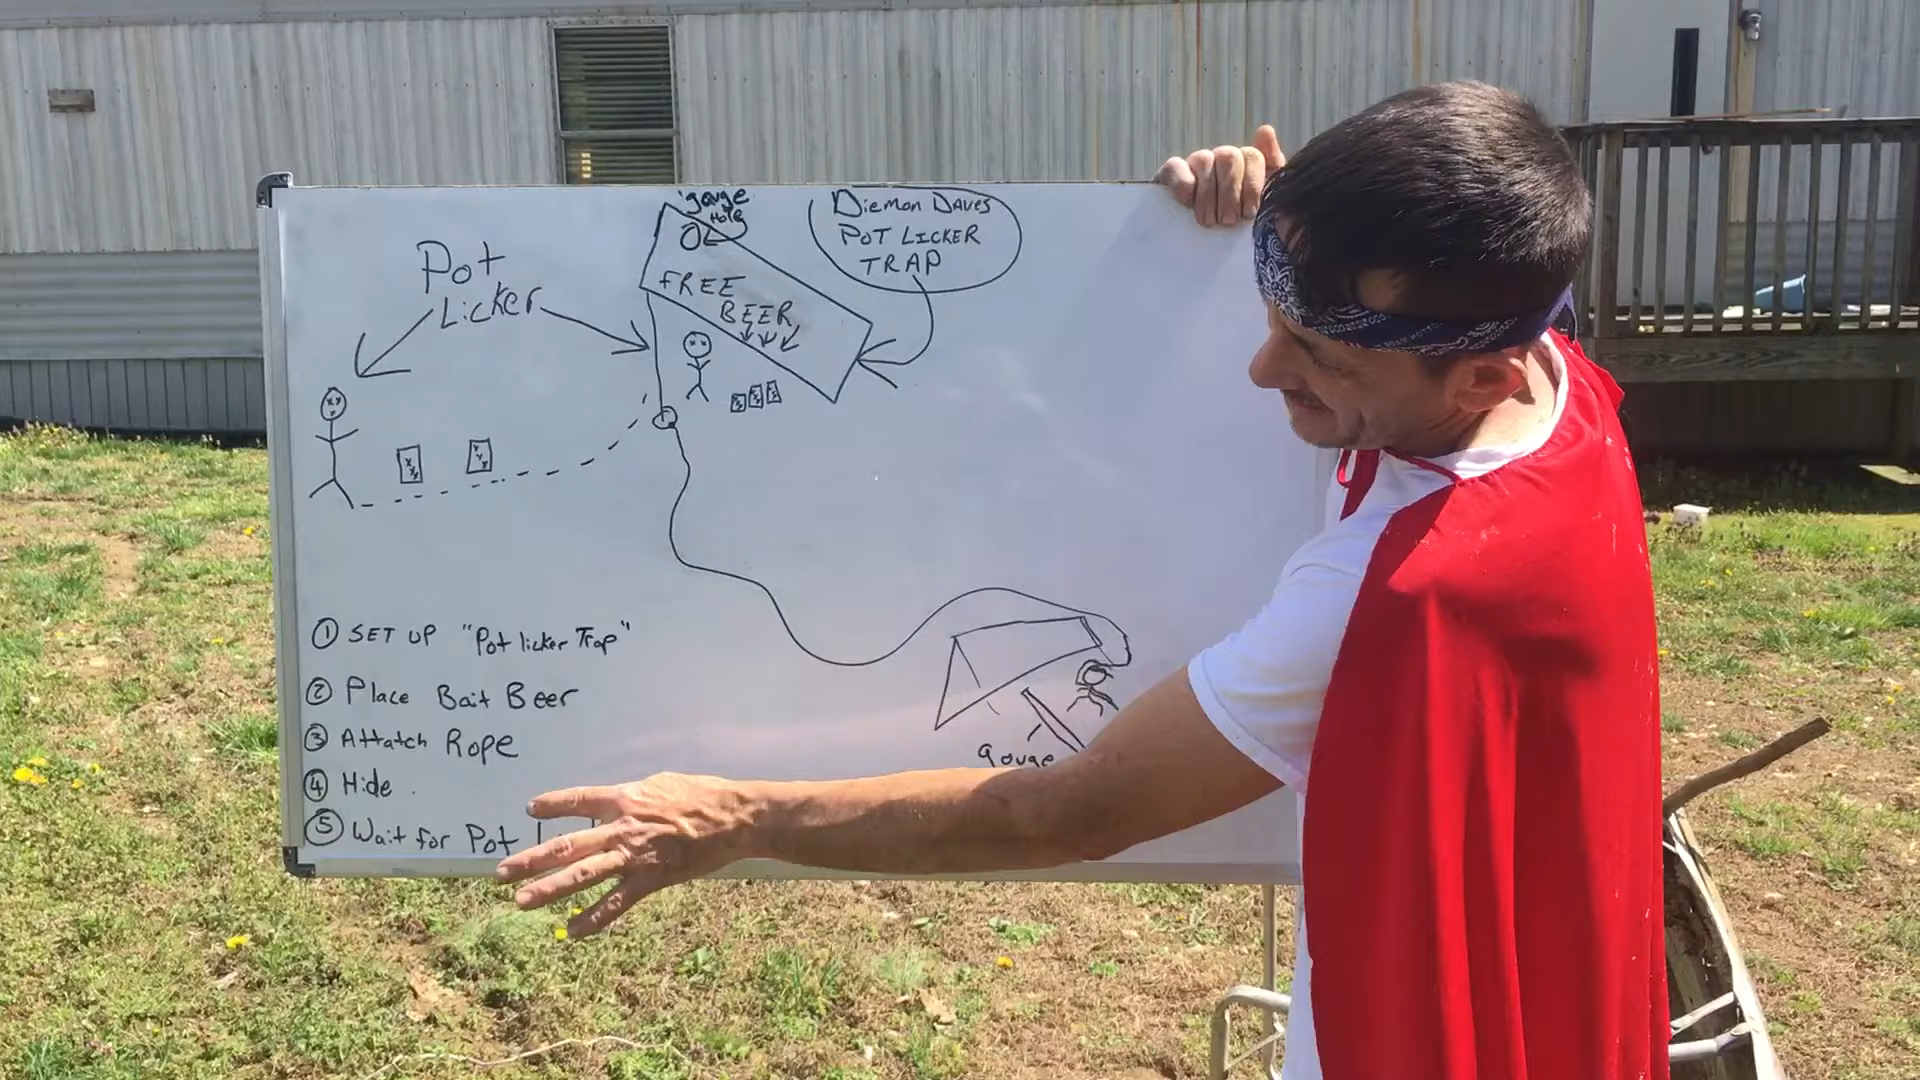 'gauge
Hole
Diemon Daves
POT LICKER
TRAP
Pot
Licker
FREE
BEER
① SET UP "Pot licker Trap"
② Place Bait Beer
③ Attatch Rope
④ Hide
⑤ Wait for Pot
gouge